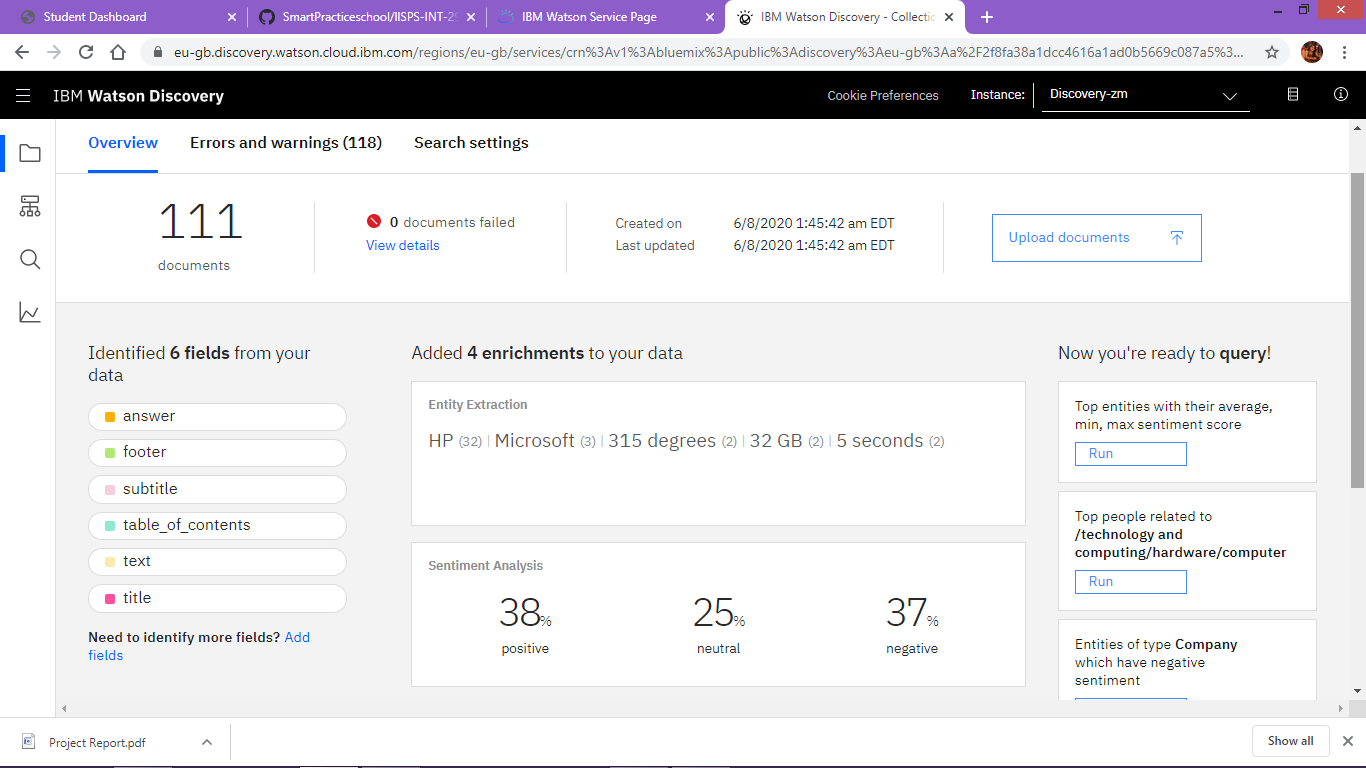 Student Dashboard
SmartPracticeschool/IISPS-INT-29
IBM Watson Service Page
IBM Watson Discovery - Collectic
eu-gb.discovery.watson.cloud.ibm.com/regions/eu-gb/services/crn%3Av1%3Abluemix%3Apublic%3Adiscovery%3Aeu-gb%3Aa%2F2f8fa38a1dcc4616a1ad0b5669c087a5%3...
IBM Watson Discovery
Cookie Preferences
Instance:
Discovery-zm
Overview
Errors and warnings (118)
Search settings
111
documents
0 documents failed
View details
Created on 6/8/2020 1:45:42 am EDT
Last updated 6/8/2020 1:45:42 am EDT
Upload documents
Identified 6 fields from your
data
answer
footer
subtitle
table_of_contents
text
title
Need to identify more fields? Add
fields
Added 4 enrichments to your data
Entity Extraction
HP (32) | Microsoft (3) | 315 degrees (2) | 32 GB (2) | 5 seconds (2)
Sentiment Analysis
38% 25% 37%
positive neutral negative
Now you're ready to query!
Top entities with their average,
min, max sentiment score
Run
Top people related to
/technology and
computing/hardware/computer
Run
Entities of type Company
which have negative
sentiment
Project Report.pdf
Show all